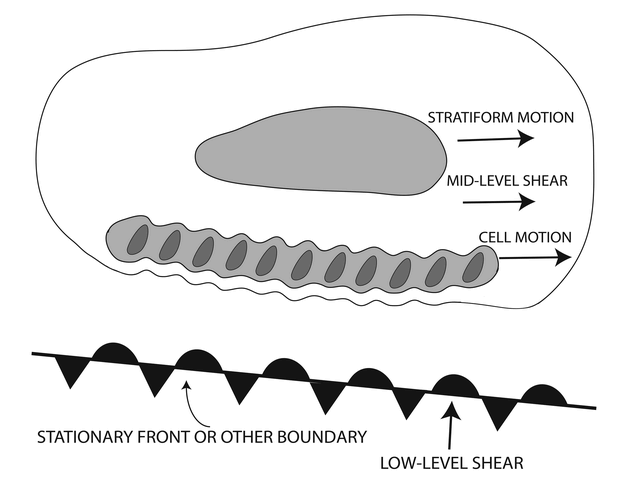 STRATIFORM MOTION
MID-LEVEL SHEAR
CELL MOTION
STATIONARY FRONT OR OTHER BOUNDARY
LOW-LEVEL SHEAR